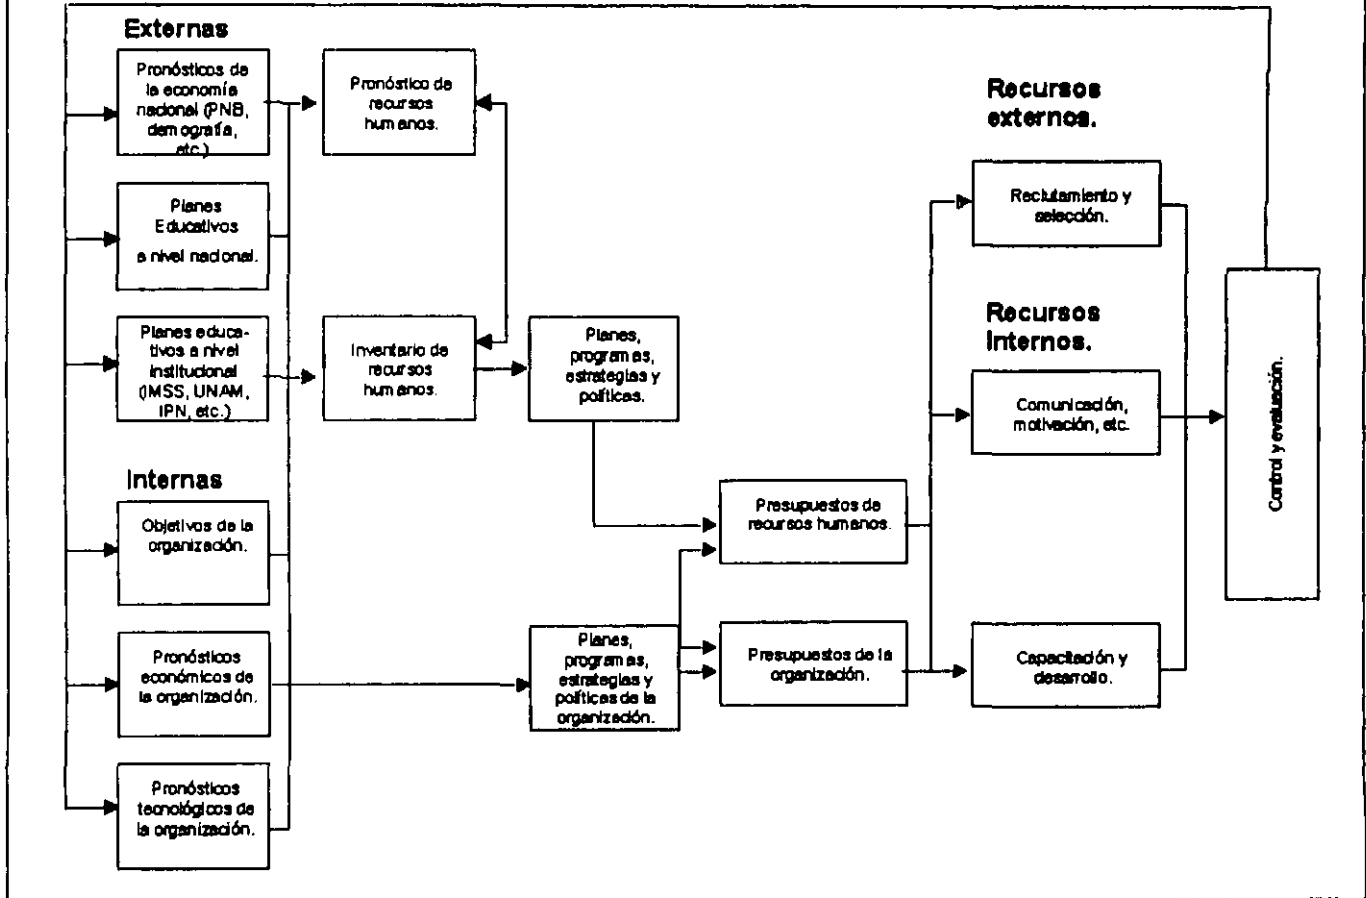 Externas
Pronósticos de
la economía
nacional (PNB,
demografía,
etc.)
Planes
Educativos
a nivel nacional.
Planes educa-
tivos a nivel
institucional
(IMSS, UNAM,
IPN, etc.)
Internas
Objetivos de la
organización.
Pronósticos
económicos de
la organización.
Pronósticos
tecnológicos de
la organización.
Pronóstico de
recursos
humanos.
Inventario de
recursos
humanos.
Planes,
programas,
estrategias y
políticas.
Planes,
programas,
estrategias y
políticas de la
organización.
Presupuestos de
recursos humanos.
Presupuestos de la
organización.
Recursos
externos.
Reclutamiento y
selección.
Recursos
Internos.
Comunicación,
motivación, etc.
Capacitación y
desarrollo.
Control y evaluación.